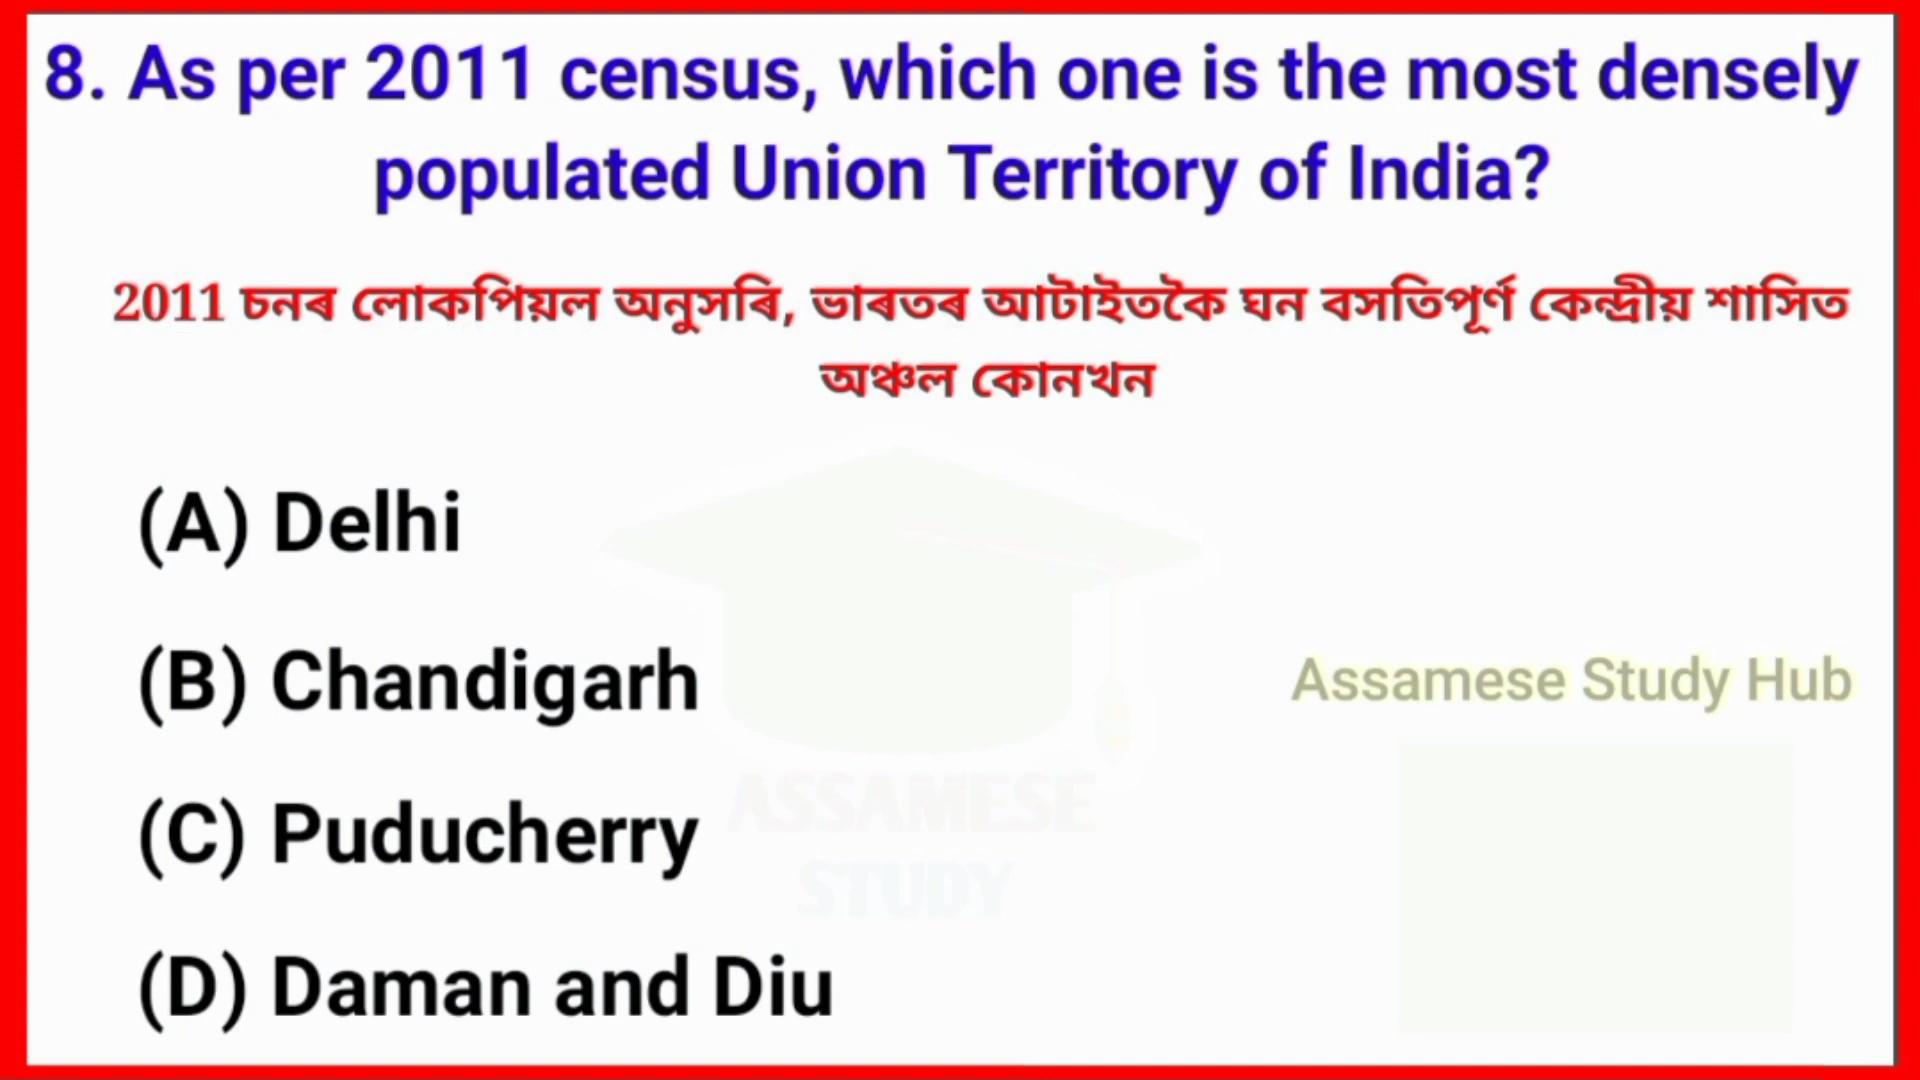 8. As per 2011 census, which one is the most densely
populated Union Territory of India?
2011 চনৰ লোকপিয়ল অনুসৰি, ভাৰতৰ আটাইতকৈ ঘন বসতিপূৰ্ণ কেন্দ্ৰীয় শাসিত
অঞ্চল কোনখন
(A) Delhi
(B) Chandigarh
Assamese Study Hub
(C) Puducherry
ASSAMESE
STUDY
(D) Daman and Diu